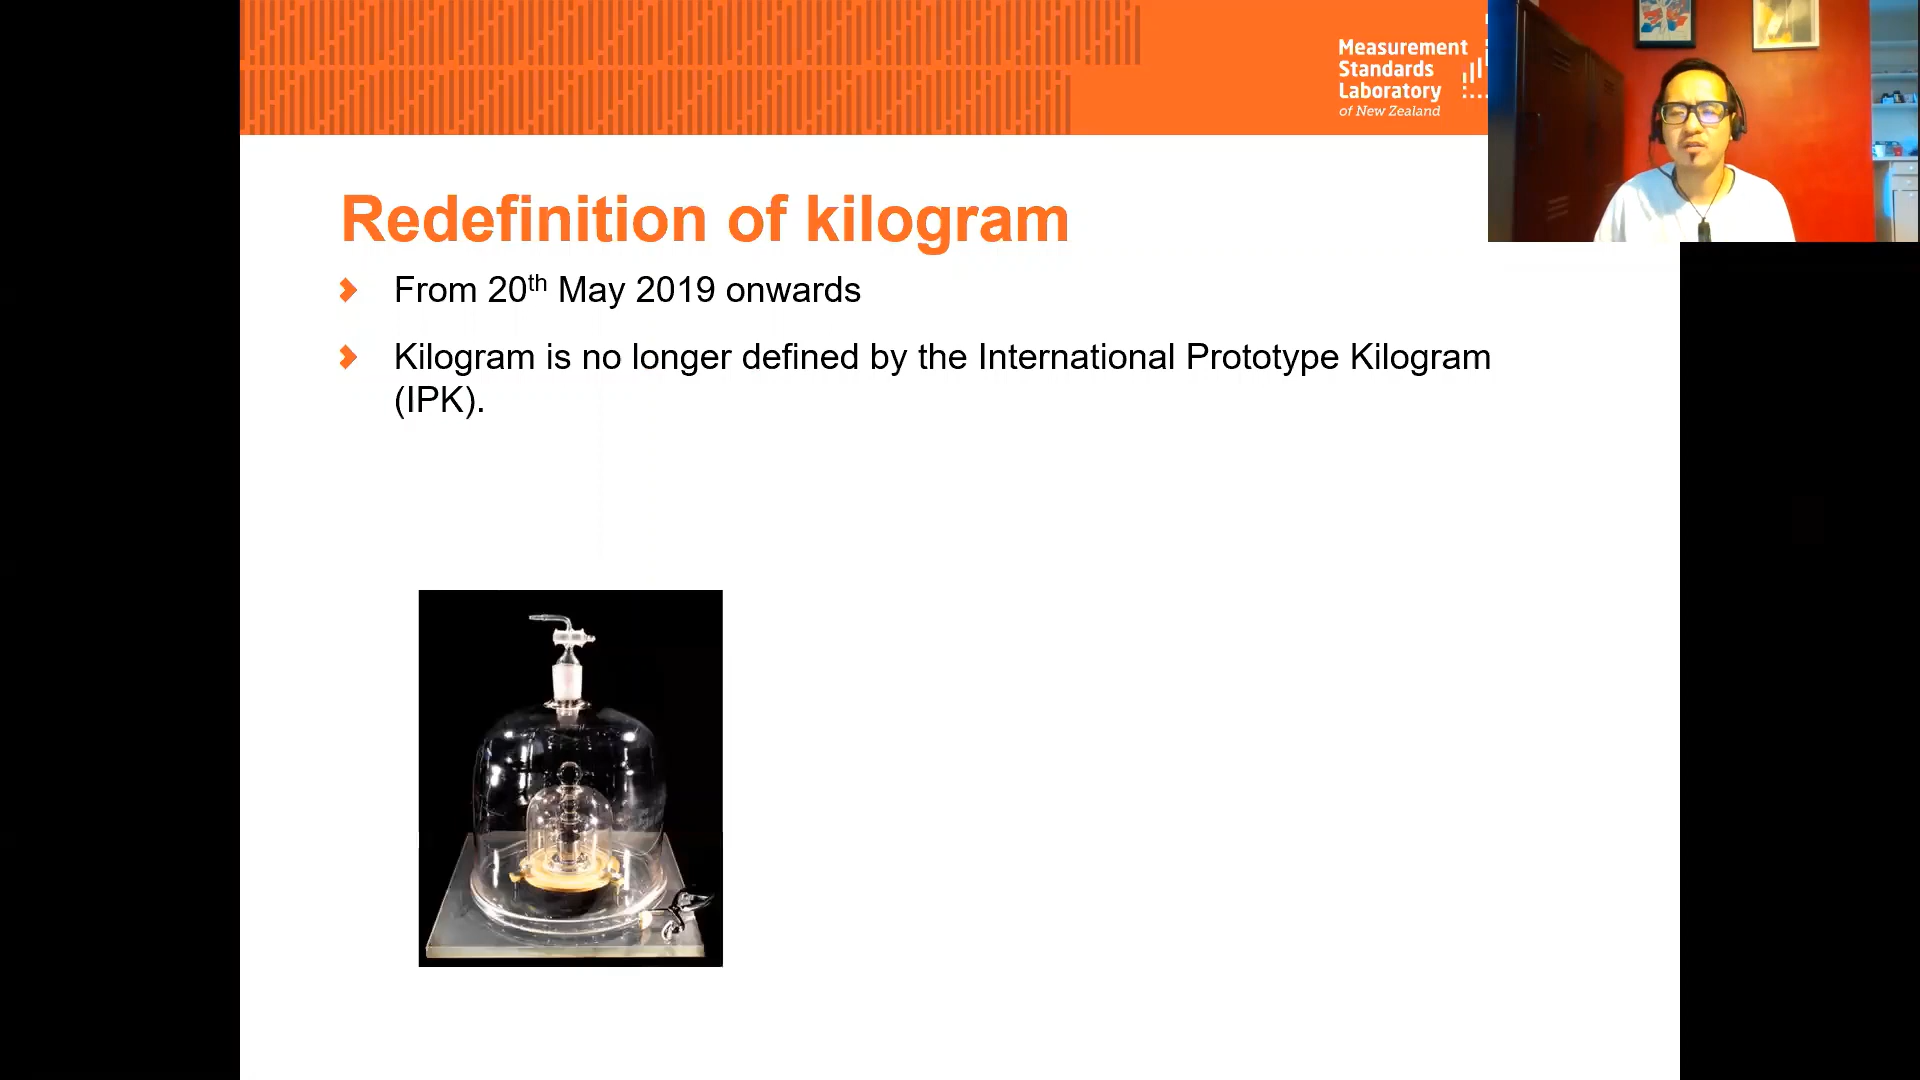 Measurement
Standards
Laboratory
of New Zealand
Redefinition of kilogram
From 20th May 2019 onwards
Kilogram is no longer defined by the International Prototype Kilogram
(IPK).